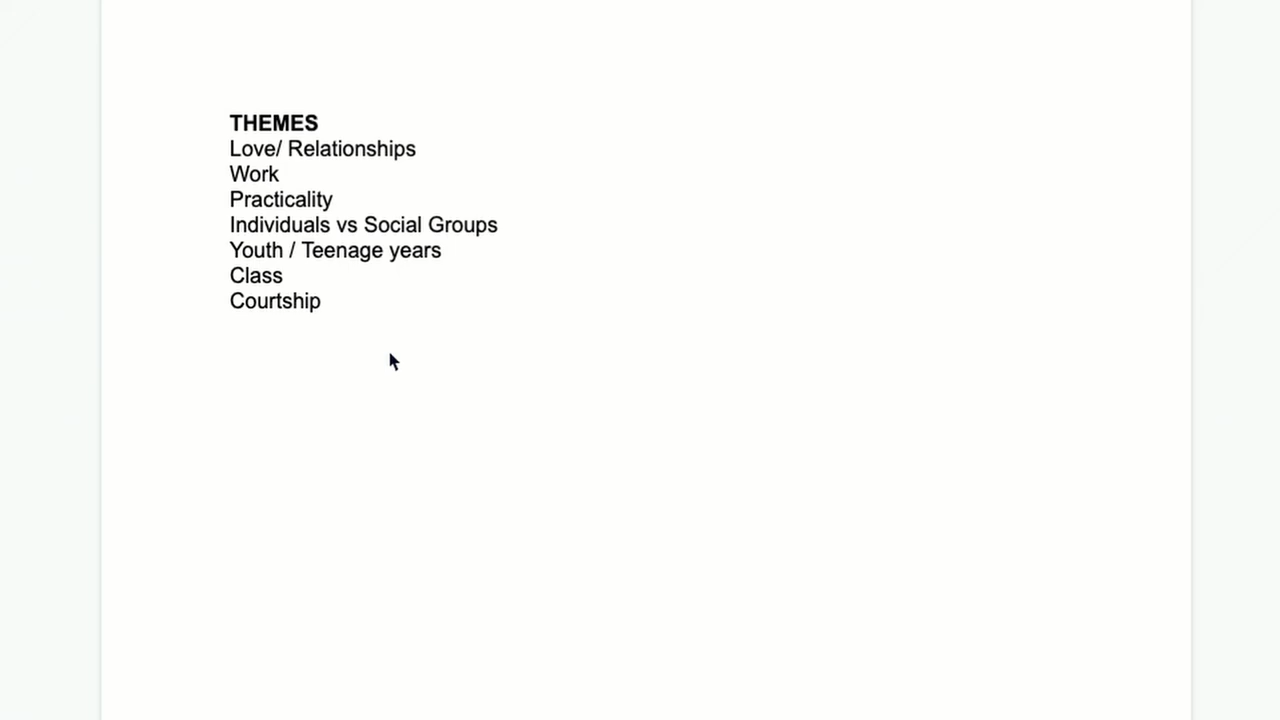 THEMES
Love/ Relationships
Work
Practicality
Individuals vs Social Groups
Youth / Teenage years
Class
Courtship